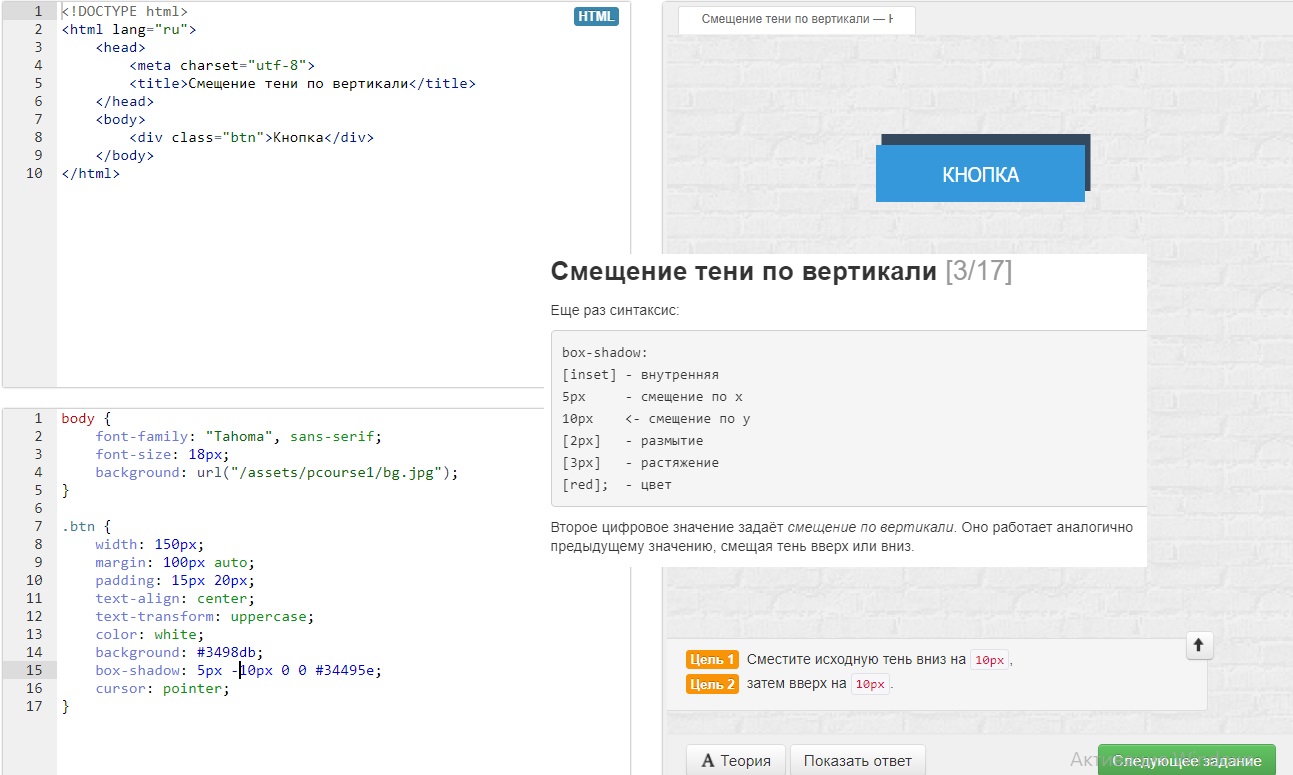 1 <!DOCTYPE html>
2 <html lang="ru">
3 <head>
4 <meta charset="utf-8">
5 <title>Смещение тени по вертикали</title>
6 </head>
7 <body>
8 <div class="btn">Кнопка</div>
9 </body>
10 </html>
HTML
1 body {
2 font-family: "Tahoma", sans-serif;
3 font-size: 18px;
4 background: url("/assets/pcourse1/bg.jpg");
5 }
6
7 .btn {
8 width: 150px;
9 margin: 100px auto;
10 padding: 15px 20px;
11 text-align: center;
12 text-transform: uppercase;
13 color: white;
14 background: #3498db;
15 box-shadow: 5px -10px 0 0 #34495e;
16 cursor: pointer;
17 }
Смещение тени по вертикали —
КНОПКА
Смещение тени по вертикали [3/17]
Еще раз синтаксис:
box-shadow:
[inset] - внутренняя
5px - смещение по x
10px <- смещение по y
[2px] - размытие
[3px] - растяжение
[red]; - цвет
Второе цифровое значение задаёт смещение по вертикали. Оно работает аналогично
предыдущему значению, смещая тень вверх или вниз.
Цель 1 Сместите исходную тень вниз на 10px,
Цель 2 затем вверх на 10px.
A Теория
Показать ответ
Следующее задание